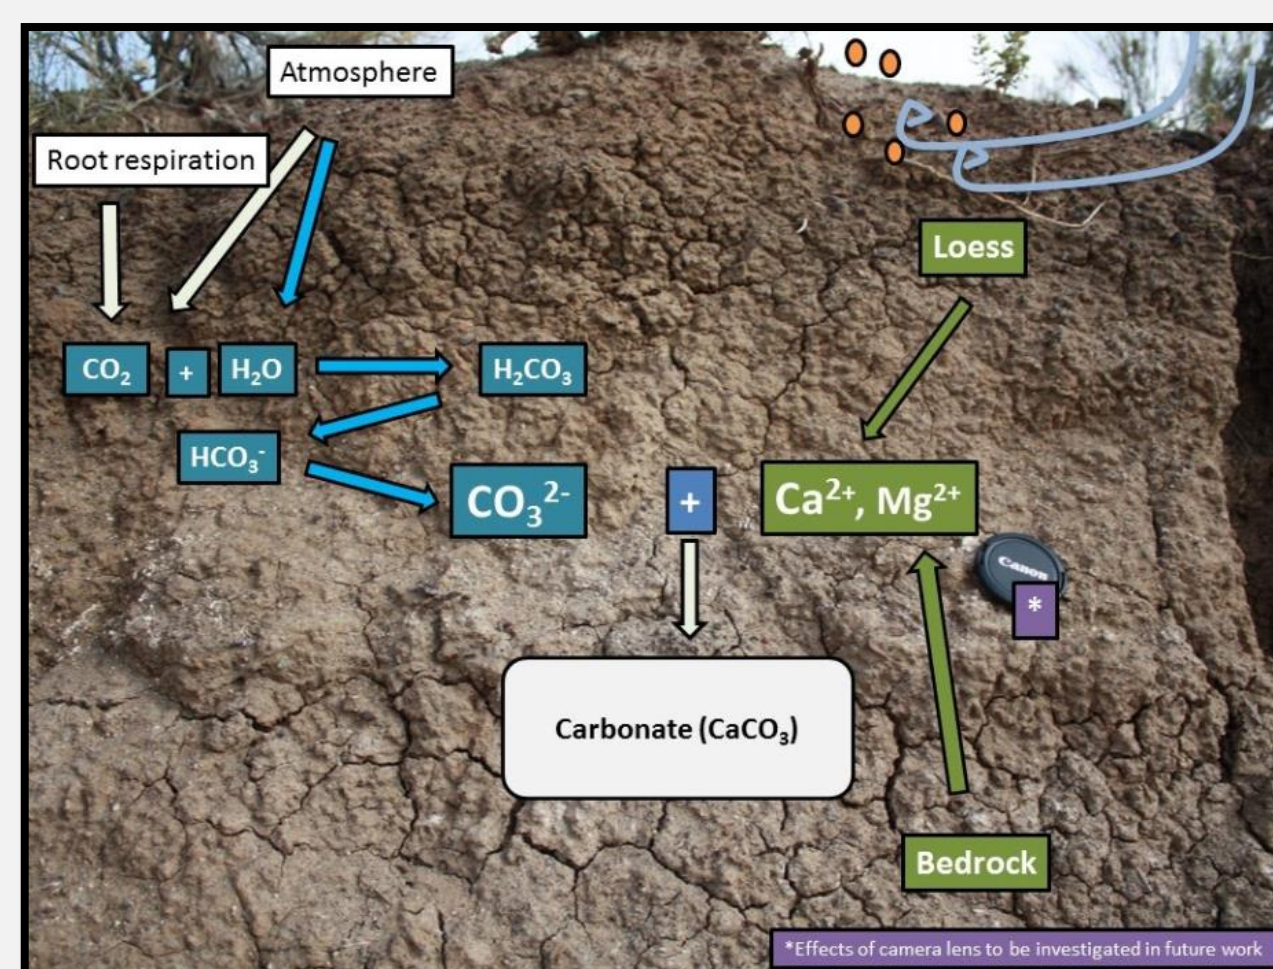 Atmosphere
Root respiration
Loess
CO₂ + H₂O
H₂CO₃
HCO₃⁻
CO₃²⁻ + Ca²⁺, Mg²⁺
Canon
*
Carbonate (CaCO₃)
Bedrock
*Effects of camera lens to be investigated in future work